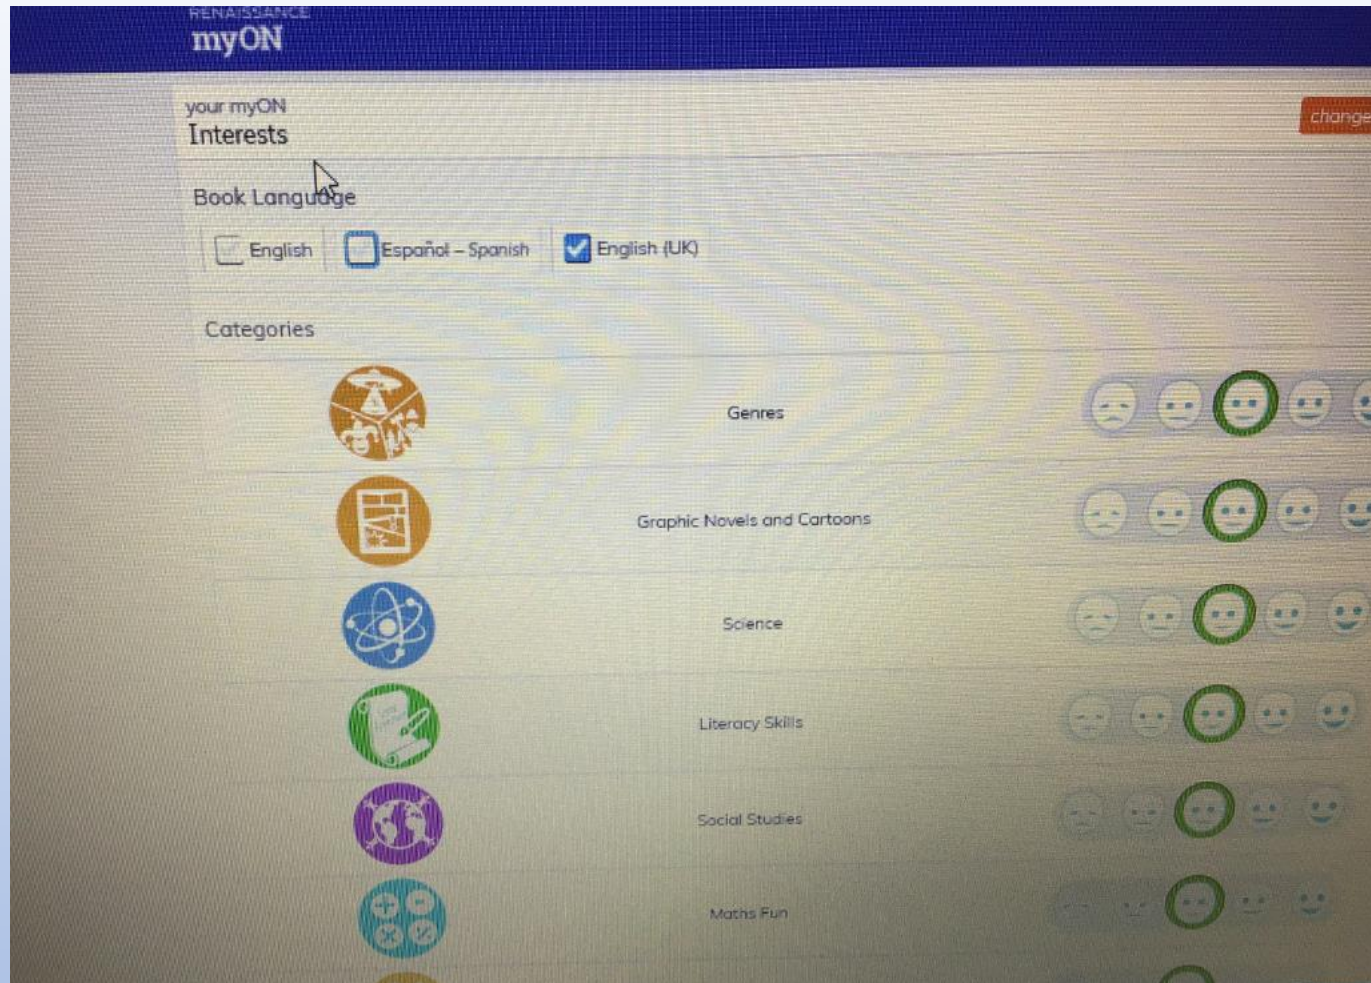 RENAISSANCE
myON
your myON
Interests
change
Book Language
English
Español – Spanish
English (UK)
Categories
Genres
Graphic Novels and Cartoons
Science
Literacy Skills
Social Studies
Maths Fun